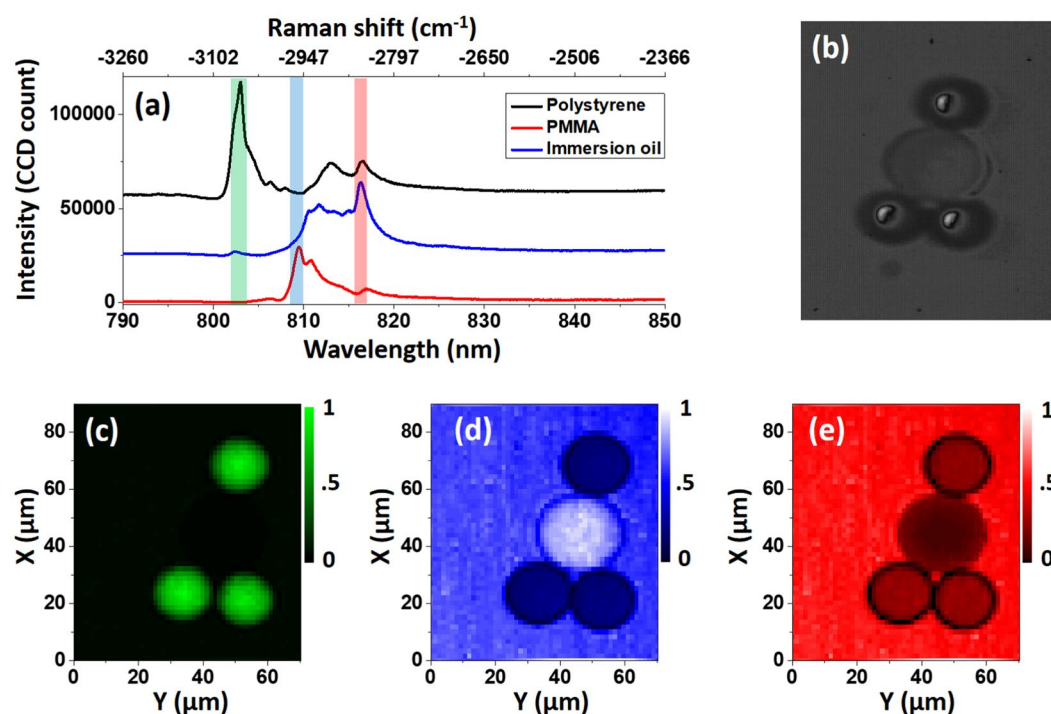 Raman shift (cm-1)
-3260 -3102 -2947 -2797 -2650 -2506 -2366
(a)
Polystyrene
PMMA
Immersion oil
100000
50000
0
Intensity (CCD count)
790 800 810 820 830 840 850
Wavelength (nm)
(b)
(c)
1
.5
0
80
60
40
20
0
X (µm)
0 20 40 60
Y (µm)
(d)
1
.5
0
80
60
40
20
0
X (µm)
0 20 40 60
Y (µm)
(e)
1
.5
0
80
60
40
20
0
X (µm)
0 20 40 60
Y (µm)